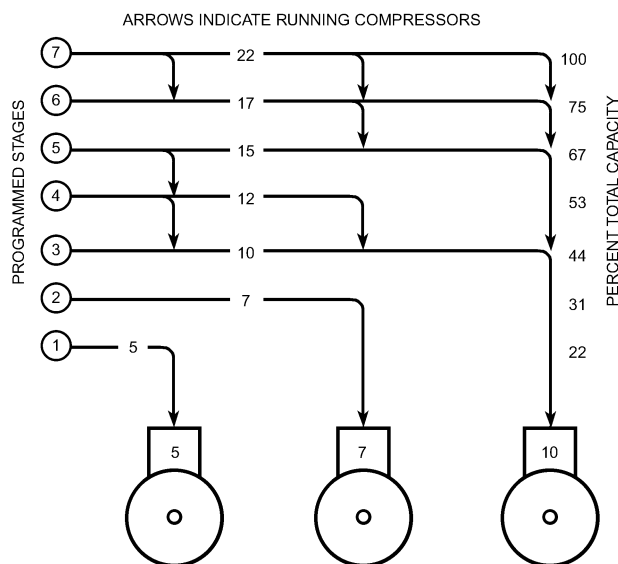 ARROWS INDICATE RUNNING COMPRESSORS
PROGRAMMED STAGES
PERCENT TOTAL CAPACITY
7 22 100
6 17 75
5 15 67
4 12 53
3 10 44
2 7 31
1 5 22
5 7 10